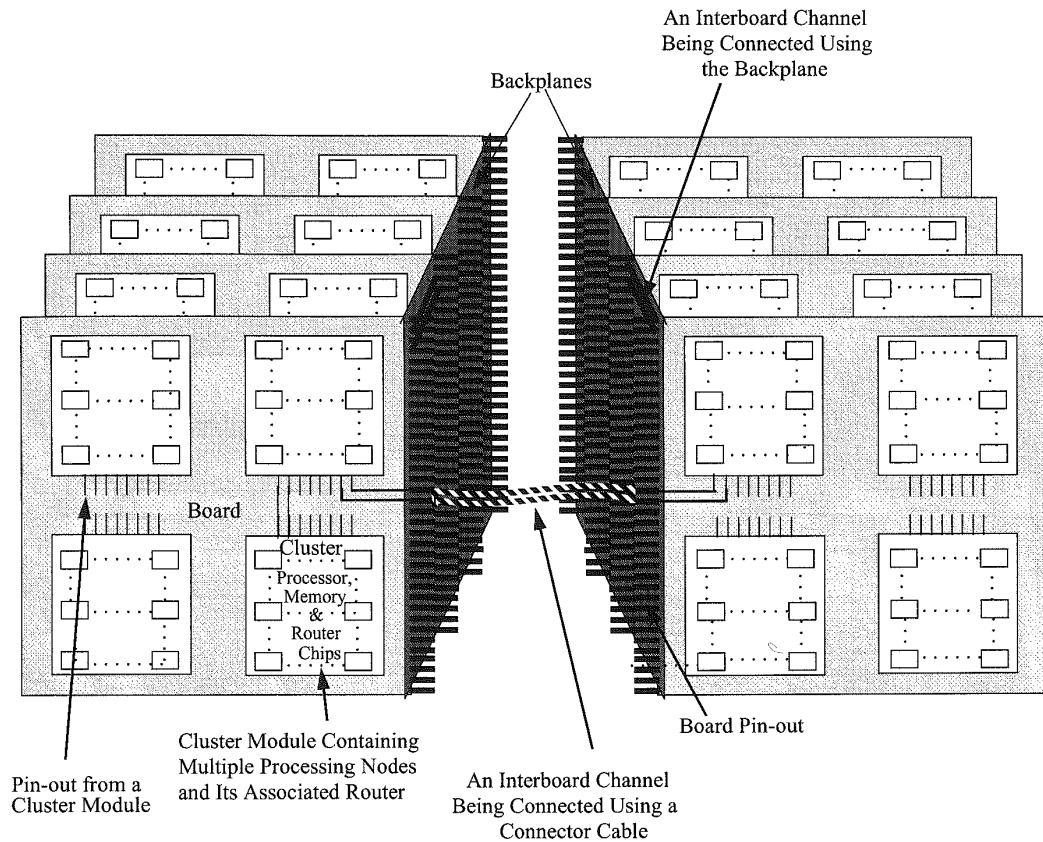 An Interboard Channel
Being Connected Using
the Backplane
Backplanes
Board
Cluster
Processor,
Memory
&
Router
Chips
Board Pin-out
Cluster Module Containing
Multiple Processing Nodes
and Its Associated Router
Pin-out from a
Cluster Module
An Interboard Channel
Being Connected Using a
Connector Cable